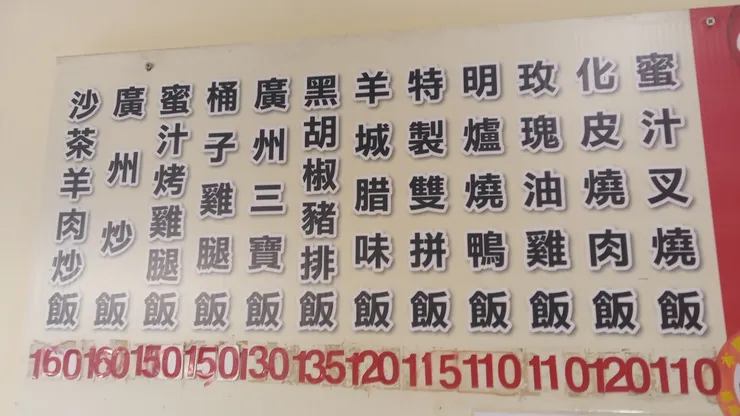 蜜汁叉燒飯 110
化皮燒肉飯 120
玫瑰油雞飯 110
明爐燒鴨飯 110
特製雙拼飯 115
羊城腊味飯 120
黑胡椒豬排飯 135
廣州三寶飯 130
桶子雞腿飯 150
蜜汁烤雞腿飯 150
廣州炒飯 160
沙茶羊肉炒飯 160